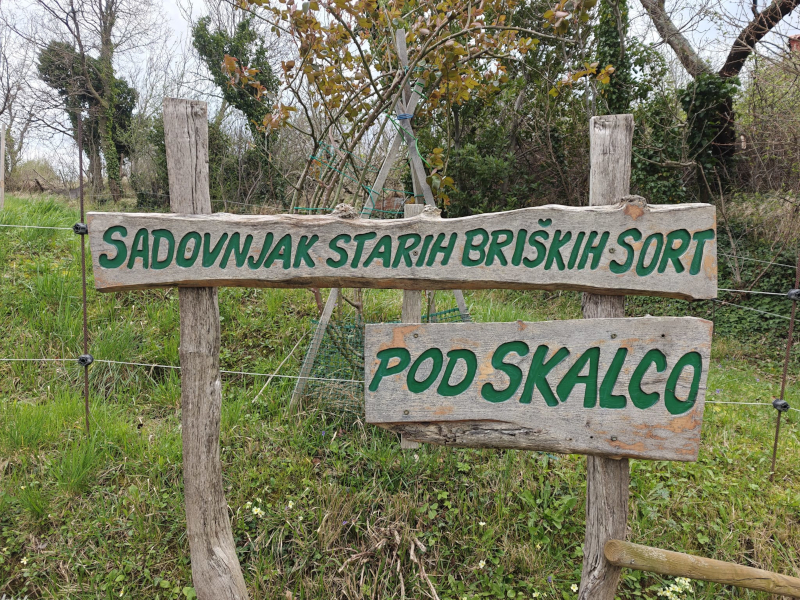 SADOVNJAK STARIH BRIŠKIH SORT
POD SKALCO